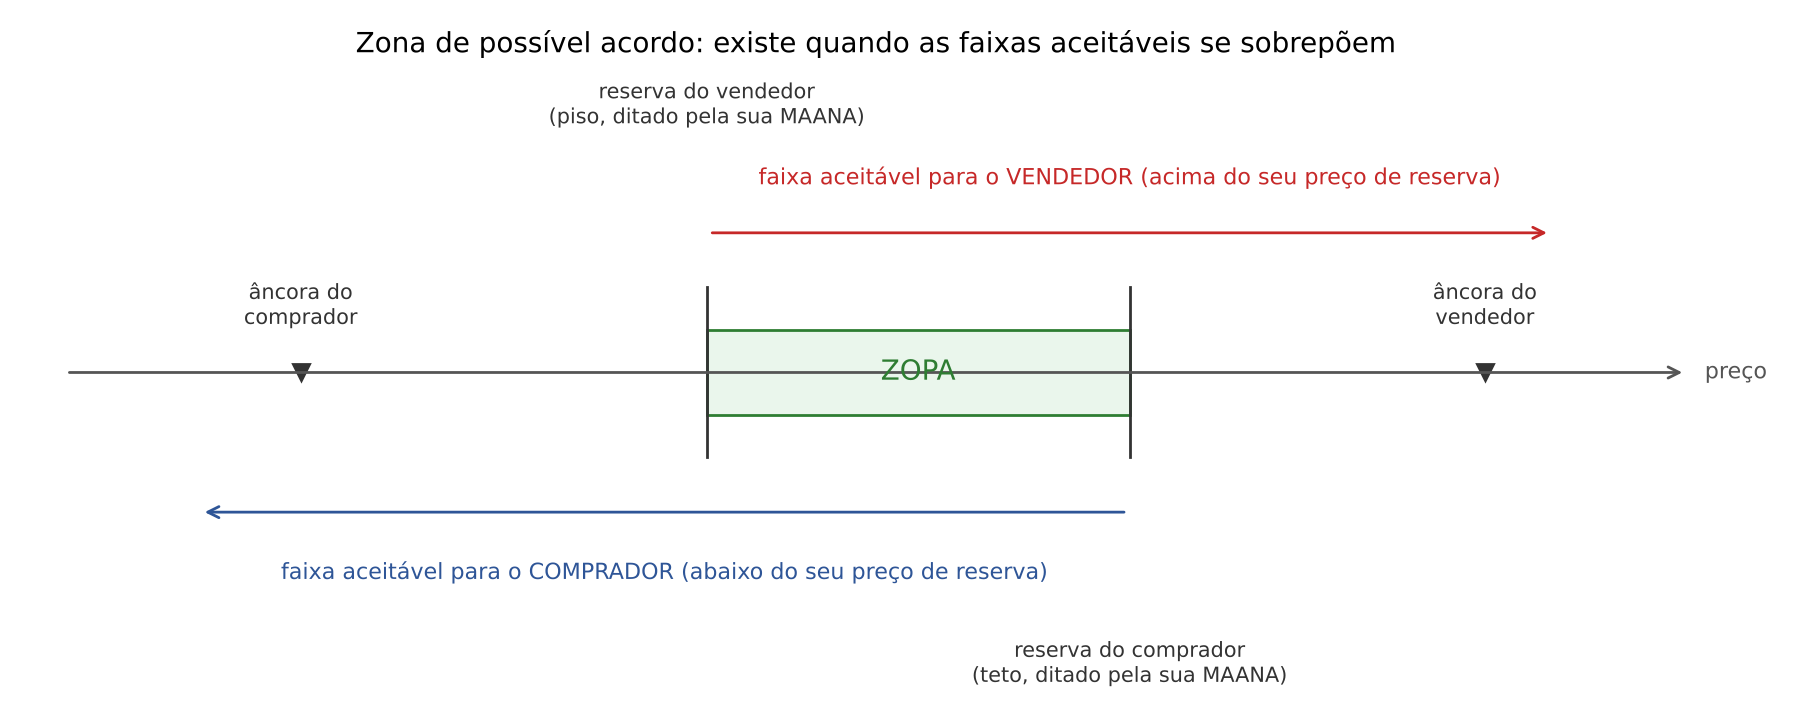 Zona de possível acordo: existe quando as faixas aceitáveis se sobrepõem
reserva do vendedor
(piso, ditado pela sua MAANA)
faixa aceitável para o VENDEDOR (acima do seu preço de reserva)
âncora do
comprador
âncora do
vendedor
ZOPA
preço
faixa aceitável para o COMPRADOR (abaixo do seu preço de reserva)
reserva do comprador
(teto, ditado pela sua MAANA)